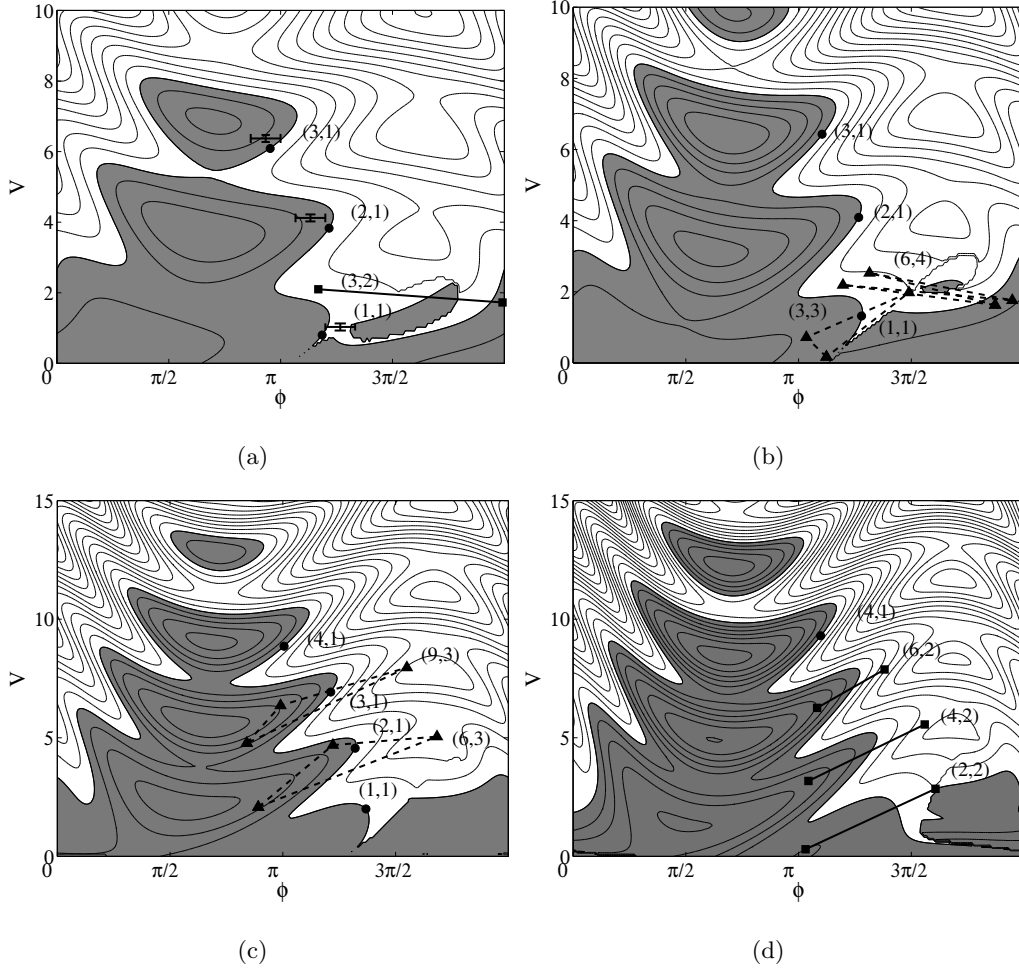 10
8
6
4
2
0
V
(3,1)
(2,1)
(3,2)
(1,1)
0 π/2 π 3π/2
ϕ
(a)
10
8
6
4
2
0
V
(3,1)
(2,1)
(6,4)
(3,3)
(1,1)
0 π/2 π 3π/2
ϕ
(b)
15
10
5
0
V
(4,1)
(9,3)
(3,1)
(2,1)
(6,3)
(1,1)
0 π/2 π 3π/2
ϕ
(c)
15
10
5
0
V
(4,1)
(6,2)
(4,2)
(2,2)
0 π/2 π 3π/2
ϕ
(d)